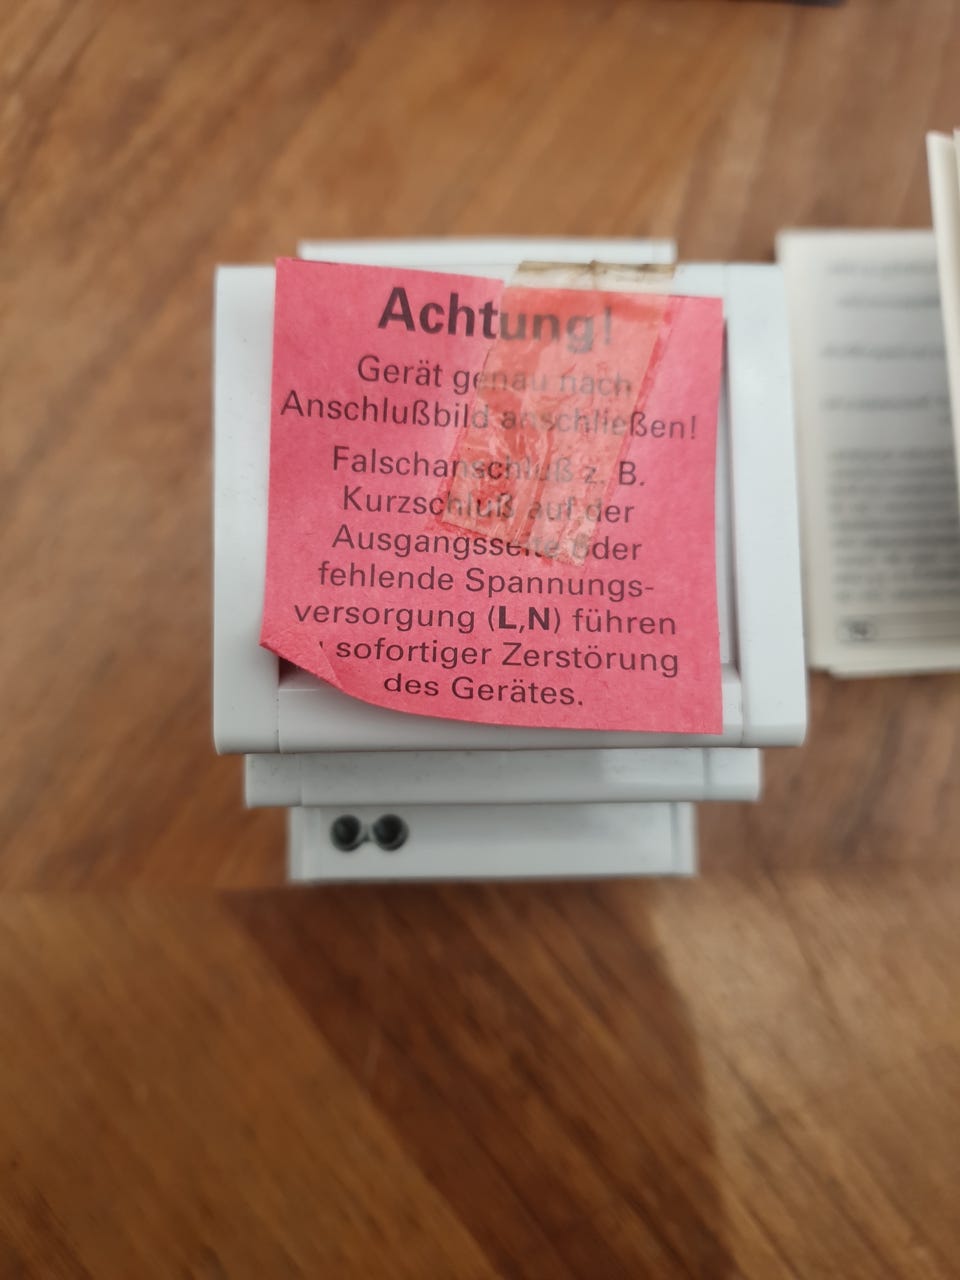 Achtung!
Gerät genau nach
Anschlußbild anschließen!
Falschanschluß z. B.
Kurzschluß auf der
Ausgangsseite oder
fehlende Spannungs-
versorgung (L,N) führen
sofortiger Zerstörung
des Gerätes.